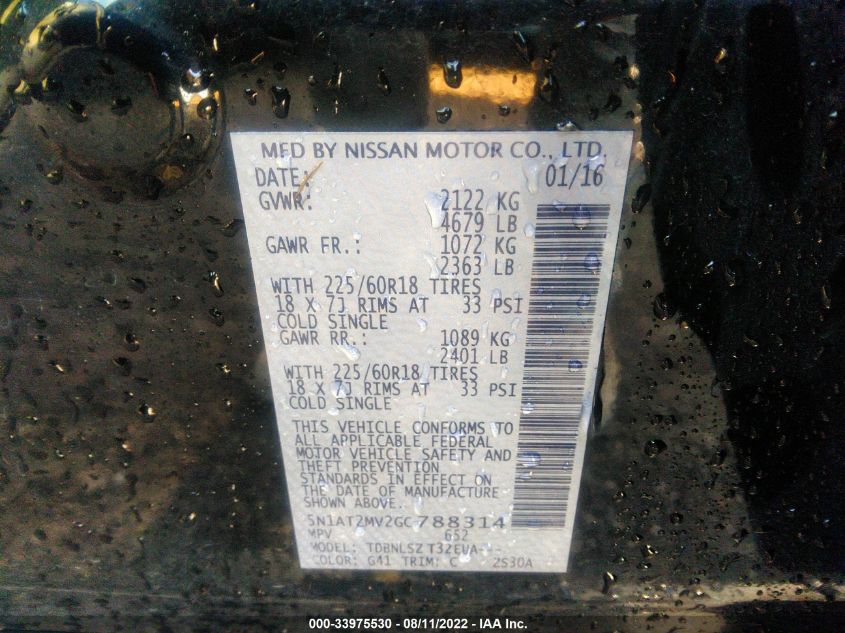 MFD BY NISSAN MOTOR CO., LTD.
DATE: 01/16
GVWR: 2122 KG
4679 LB
GAWR FR.: 1072 KG
2363 LB
WITH 225/60R18 TIRES
18 X 7J RIMS AT 33 PSI
COLD SINGLE
GAWR RR.: 1089 KG
2401 LB
WITH 225/60R18 TIRES
18 X 7J RIMS AT 33 PSI
COLD SINGLE
THIS VEHICLE CONFORMS TO
ALL APPLICABLE FEDERAL
MOTOR VEHICLE SAFETY AND
THEFT PREVENTION
STANDARDS IN EFFECT ON
THE DATE OF MANUFACTURE
SHOWN ABOVE.
5N1AT2MV2GC788314
MPV 652
MODEL: TDBNLSZ T32EUA---
COLOR: G41 TRIM: C 2S30A
000-33975530 - 08/11/2022 - IAA Inc.